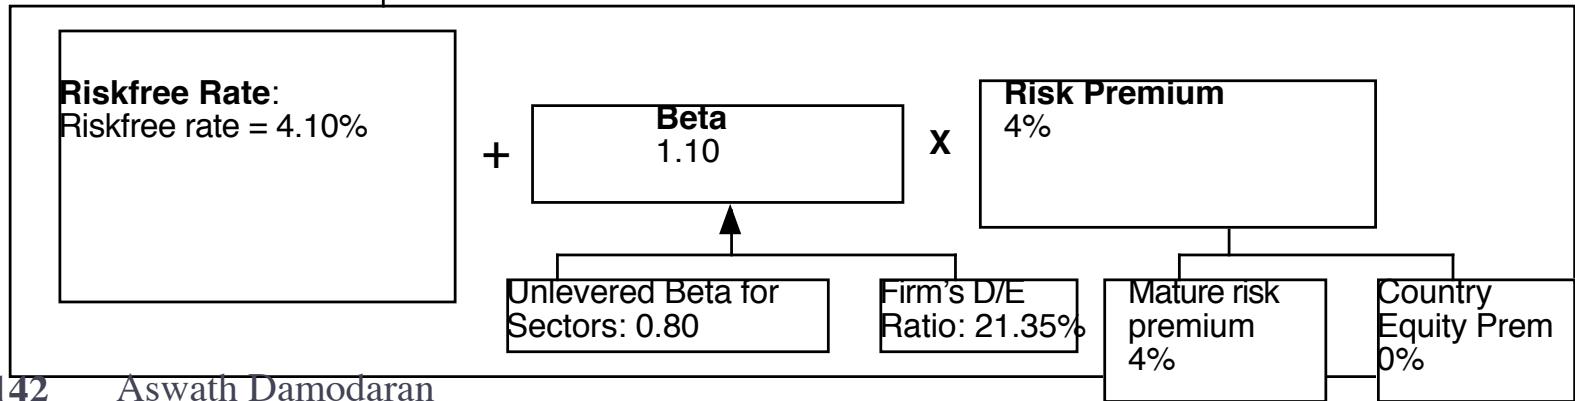 Riskfree Rate:
Riskfree rate = 4.10%
+
Beta
1.10
X
Risk Premium
4%
Unlevered Beta for
Sectors: 0.80
Firm's D/E
Ratio: 21.35%
Mature risk
premium
4%
Country
Equity Prem
0%
142 Aswath Damodaran